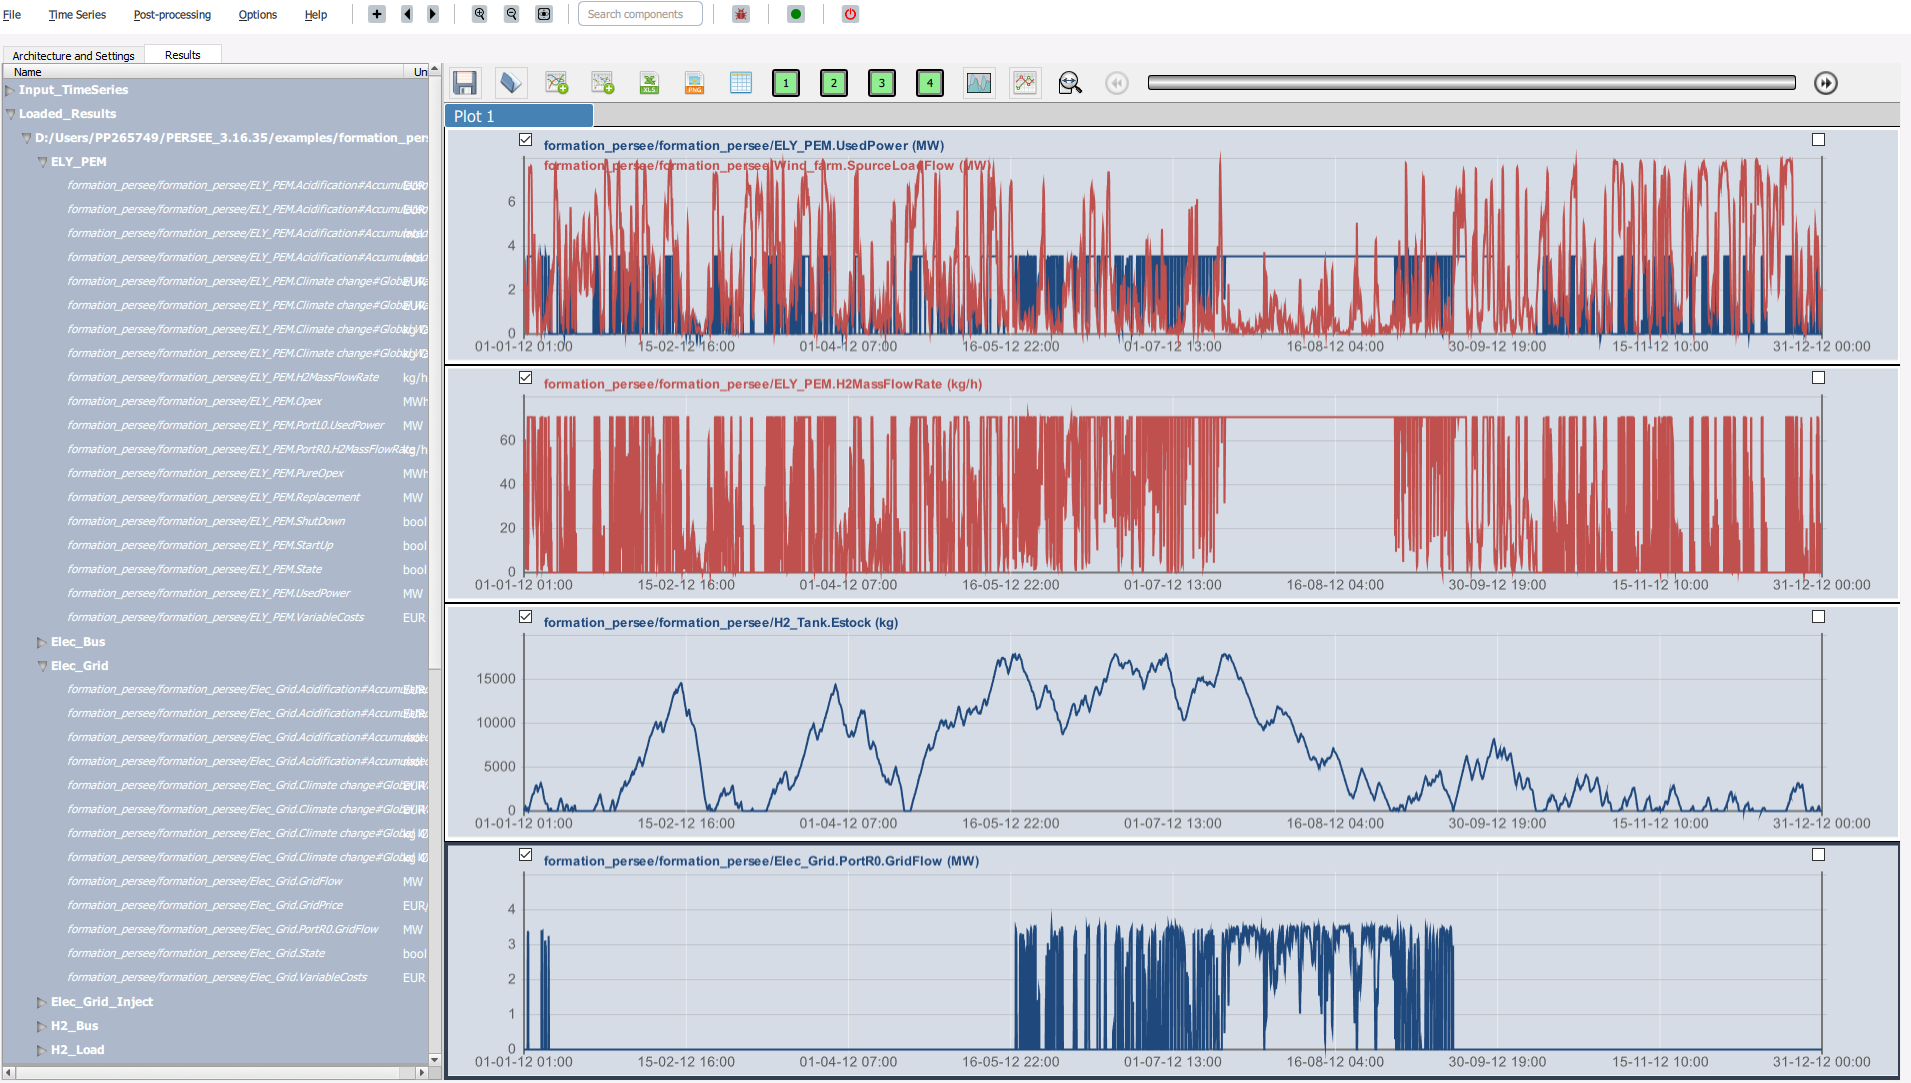 File Time Series Post-processing Options Help Search components
Architecture and Settings Results
Name Un
Input_TimeSeries
Loaded_Results
D:/Users/PP265749/PERSEE_3.16.35/examples/formation_per
ELY_PEM
formation_persee/formation_persee/ELY_PEM.Acidification#Accumulated EUR
formation_persee/formation_persee/ELY_PEM.Acidification#Accumulated EUR
formation_persee/formation_persee/ELY_PEM.Acidification#Accumulated
formation_persee/formation_persee/ELY_PEM.Acidification#Accumulated
formation_persee/formation_persee/ELY_PEM.Climate change#Global EUR
formation_persee/formation_persee/ELY_PEM.Climate change#Global EUR
formation_persee/formation_persee/ELY_PEM.Climate change#Global kg
formation_persee/formation_persee/ELY_PEM.Climate change#Global kg
formation_persee/formation_persee/ELY_PEM.H2MassFlowRate kg/h
formation_persee/formation_persee/ELY_PEM.Opex MWh
formation_persee/formation_persee/ELY_PEM.PortL0.UsedPower MW
formation_persee/formation_persee/ELY_PEM.PortR0.H2MassFlowRate kg/h
formation_persee/formation_persee/ELY_PEM.PureOpex MWh
formation_persee/formation_persee/ELY_PEM.Replacement MW
formation_persee/formation_persee/ELY_PEM.ShutDown bool
formation_persee/formation_persee/ELY_PEM.StartUp bool
formation_persee/formation_persee/ELY_PEM.State bool
formation_persee/formation_persee/ELY_PEM.UsedPower MW
formation_persee/formation_persee/ELY_PEM.VariableCosts EUR
Elec_Bus
Elec_Grid
formation_persee/formation_persee/Elec_Grid.Acidification#Accumulated EUR
formation_persee/formation_persee/Elec_Grid.Acidification#Accumulated EUR
formation_persee/formation_persee/Elec_Grid.Acidification#Accumulated
formation_persee/formation_persee/Elec_Grid.Acidification#Accumulated
formation_persee/formation_persee/Elec_Grid.Climate change#Global EUR
formation_persee/formation_persee/Elec_Grid.Climate change#Global EUR
formation_persee/formation_persee/Elec_Grid.Climate change#Global kg
formation_persee/formation_persee/Elec_Grid.Climate change#Global kg
formation_persee/formation_persee/Elec_Grid.GridFlow MW
formation_persee/formation_persee/Elec_Grid.GridPrice EUR/
formation_persee/formation_persee/Elec_Grid.PortR0.GridFlow MW
formation_persee/formation_persee/Elec_Grid.State bool
formation_persee/formation_persee/Elec_Grid.VariableCosts EUR
Elec_Grid_Inject
H2_Bus
H2_Load
XLS PNG 1 2 3 4
Plot 1
formation_persee/formation_persee/ELY_PEM.UsedPower (MW)
formation_persee/formation_persee/Wind_farm.SourceLoadFlow (MW)
6
4
2
0
01-01-12 01:00 15-02-12 16:00 01-04-12 07:00 16-05-12 22:00 01-07-12 13:00 16-08-12 04:00 30-09-12 19:00 15-11-12 10:00 31-12-12 00:00
formation_persee/formation_persee/ELY_PEM.H2MassFlowRate (kg/h)
60
40
20
0
01-01-12 01:00 15-02-12 16:00 01-04-12 07:00 16-05-12 22:00 01-07-12 13:00 16-08-12 04:00 30-09-12 19:00 15-11-12 10:00 31-12-12 00:00
formation_persee/formation_persee/H2_Tank.Estock (kg)
15000
10000
5000
0
01-01-12 01:00 15-02-12 16:00 01-04-12 07:00 16-05-12 22:00 01-07-12 13:00 16-08-12 04:00 30-09-12 19:00 15-11-12 10:00 31-12-12 00:00
formation_persee/formation_persee/Elec_Grid.PortR0.GridFlow (MW)
4
3
2
1
0
01-01-12 01:00 15-02-12 16:00 01-04-12 07:00 16-05-12 22:00 01-07-12 13:00 16-08-12 04:00 30-09-12 19:00 15-11-12 10:00 31-12-12 00:00